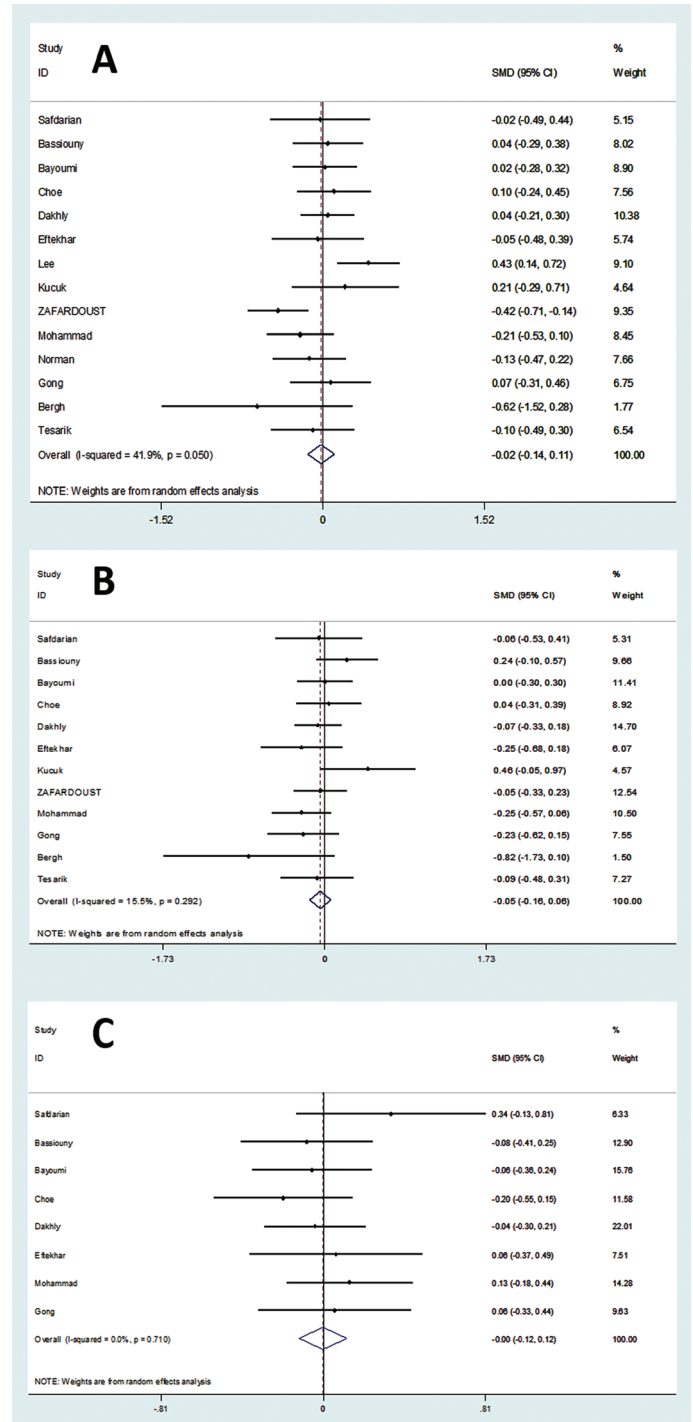 Study %
A
ID SMD (95% CI) Weight
Safdarian -0.02 (-0.49, 0.44) 5.15
Bassiouny 0.04 (-0.29, 0.38) 8.02
Bayoumi 0.02 (-0.28, 0.32) 8.90
Choe 0.10 (-0.24, 0.45) 7.56
Dakhly 0.04 (-0.21, 0.30) 10.38
Eftekhar -0.05 (-0.48, 0.39) 5.74
Lee 0.43 (0.14, 0.72) 9.10
Kucuk 0.21 (-0.29, 0.71) 4.64
ZAFARDOUST -0.42 (-0.71, -0.14) 9.35
Mohammad -0.21 (-0.53, 0.10) 8.45
Norman -0.13 (-0.47, 0.22) 7.66
Gong 0.07 (-0.31, 0.46) 6.75
Bergh -0.62 (-1.52, 0.28) 1.77
Tesarik -0.10 (-0.49, 0.30) 6.54
Overall (I-squared = 41.9%, p = 0.050) -0.02 (-0.14, 0.11) 100.00
NOTE: Weights are from random effects analysis
-1.52 0 1.52
Study %
B
ID SMD (95% CI) Weight
Safdarian -0.06 (-0.53, 0.41) 5.31
Bassiouny 0.24 (-0.10, 0.57) 9.66
Bayoumi 0.00 (-0.30, 0.30) 11.41
Choe 0.04 (-0.31, 0.39) 8.92
Dakhly -0.07 (-0.33, 0.18) 14.70
Eftekhar -0.25 (-0.68, 0.18) 6.07
Kucuk 0.46 (-0.05, 0.97) 4.57
ZAFARDOUST -0.05 (-0.33, 0.23) 12.54
Mohammad -0.25 (-0.57, 0.06) 10.50
Gong -0.23 (-0.62, 0.15) 7.55
Bergh -0.82 (-1.73, 0.10) 1.50
Tesarik -0.09 (-0.48, 0.31) 7.27
Overall (I-squared = 15.5%, p = 0.292) -0.05 (-0.16, 0.06) 100.00
NOTE: Weights are from random effects analysis
-1.73 0 1.73
Study %
C
ID SMD (95% CI) Weight
Safdarian 0.34 (-0.13, 0.81) 6.33
Bassiouny -0.08 (-0.41, 0.25) 12.90
Bayoumi -0.06 (-0.36, 0.24) 15.76
Choe -0.20 (-0.55, 0.15) 11.58
Dakhly -0.04 (-0.30, 0.21) 22.01
Eftekhar 0.06 (-0.37, 0.49) 7.51
Mohammad 0.13 (-0.18, 0.44) 14.28
Gong 0.06 (-0.33, 0.44) 9.63
Overall (I-squared = 0.0%, p = 0.710) -0.00 (-0.12, 0.12) 100.00
NOTE: Weights are from random effects analysis
-.81 0 .81